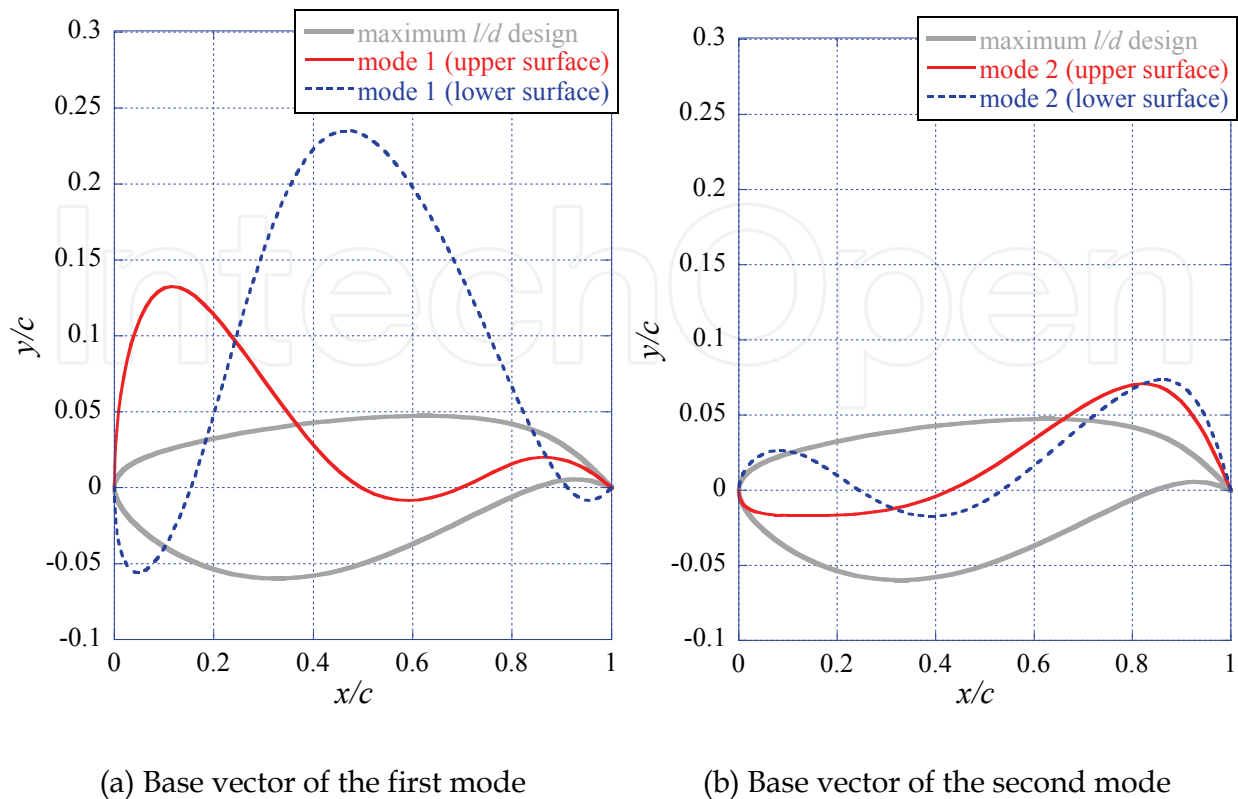 maximum l/d design
mode 1 (upper surface)
mode 1 (lower surface)
0.3
0.25
0.2
0.15
0.1
0.05
0
-0.05
-0.1
y/c
0
0.2
0.4
0.6
0.8
1
x/c
(a) Base vector of the first mode
maximum l/d design
mode 2 (upper surface)
mode 2 (lower surface)
0.3
0.25
0.2
0.15
0.1
0.05
0
-0.05
-0.1
y/c
0
0.2
0.4
0.6
0.8
1
x/c
(b) Base vector of the second mode
IntechOpen